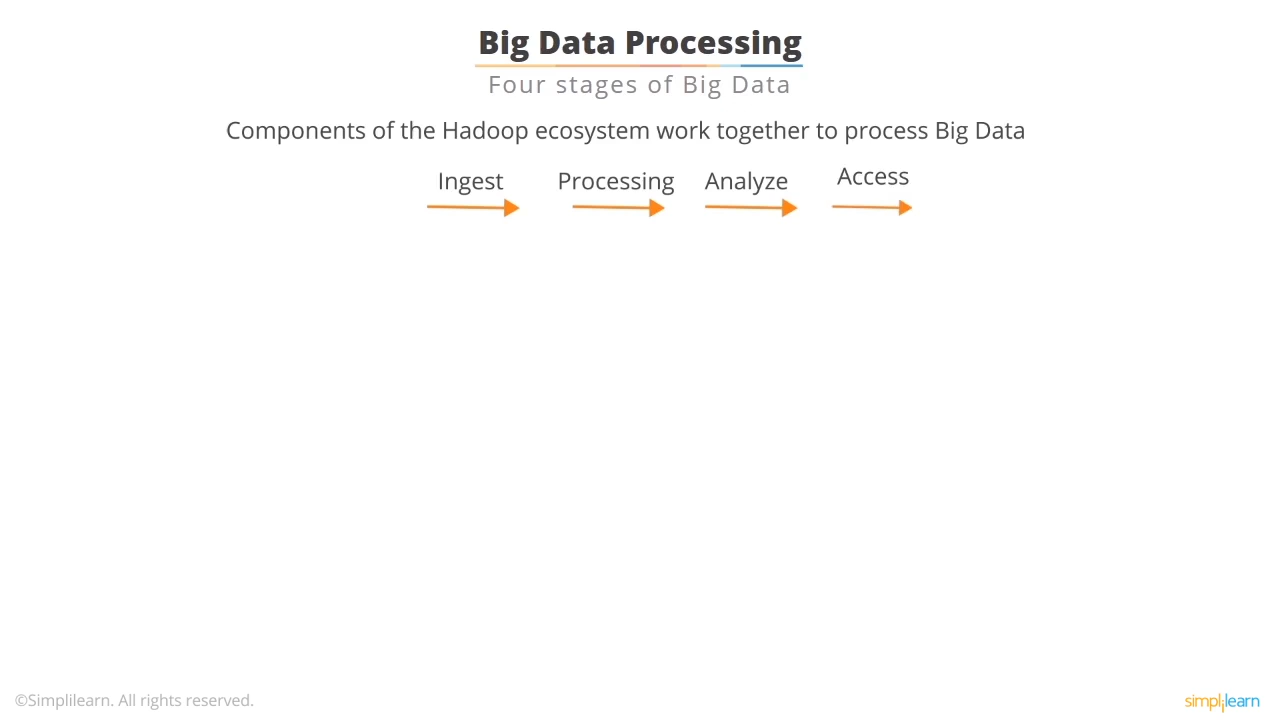 Big Data Processing
Four stages of Big Data
Components of the Hadoop ecosystem work together to process Big Data
Ingest Processing Analyze Access
©Simplilearn. All rights reserved.
simplilearn